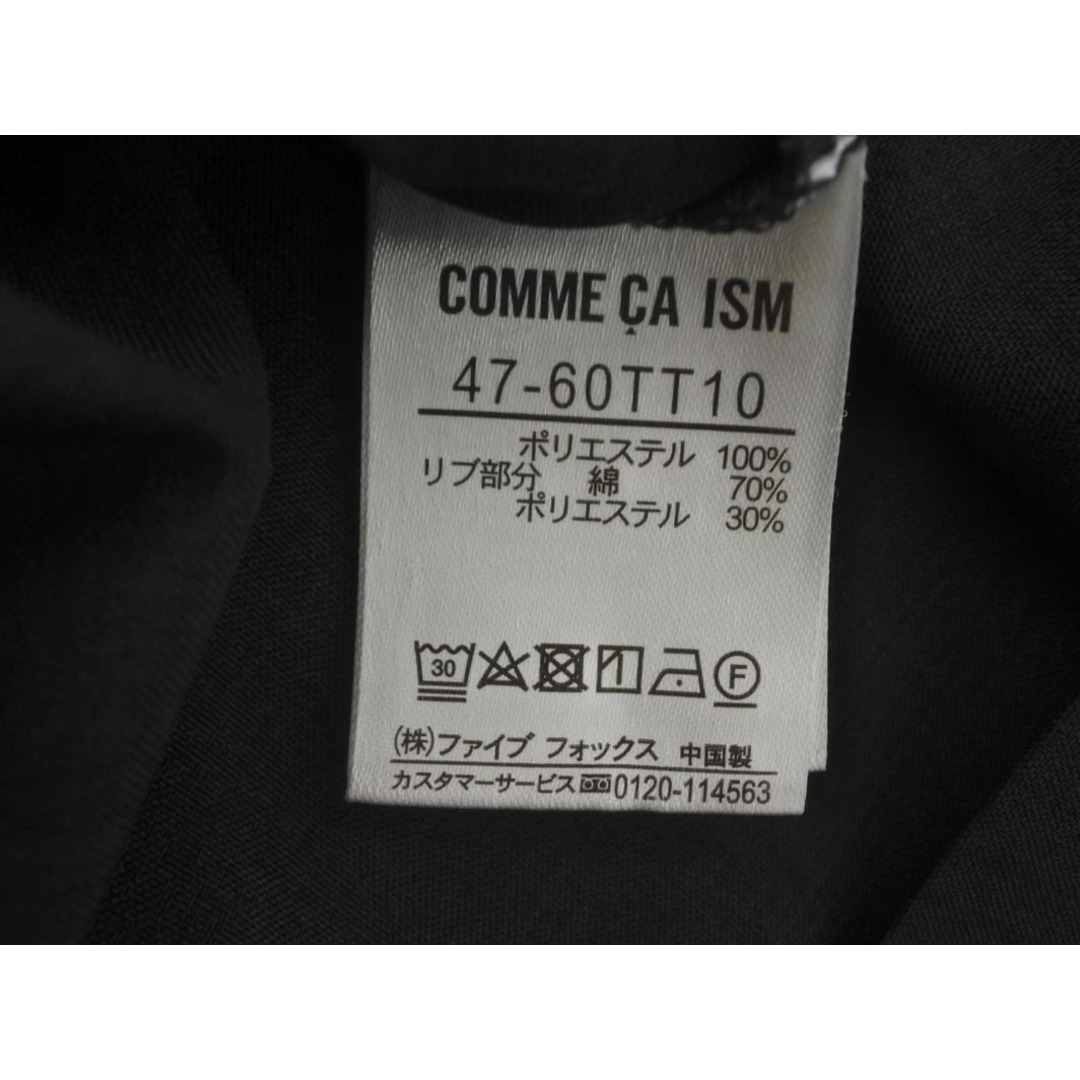 COMME ÇA ISM
47-60TT10
ポリエステル 100%
リブ部分 綿 70%
ポリエステル 30%
30 F
(株)ファイブ フォックス 中国製
カスタマーサービス 0120-114563